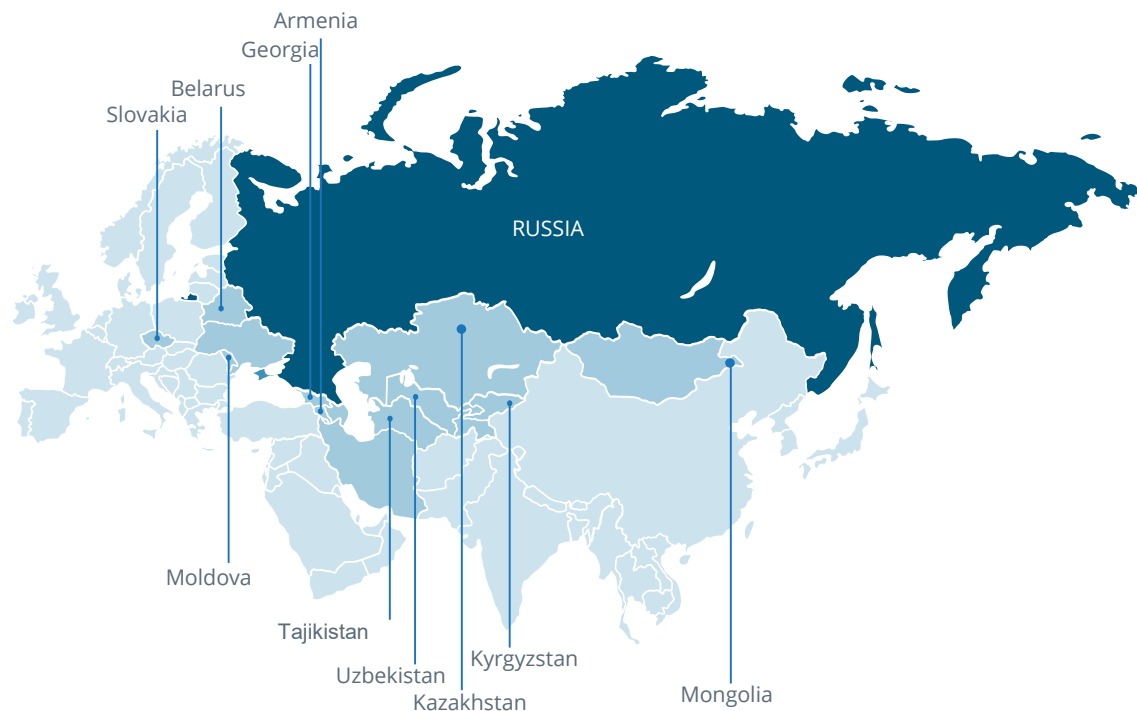 Armenia
Georgia
Belarus
Slovakia
RUSSIA
Moldova
Tajikistan
Kyrgyzstan
Uzbekistan
Kazakhstan
Mongolia